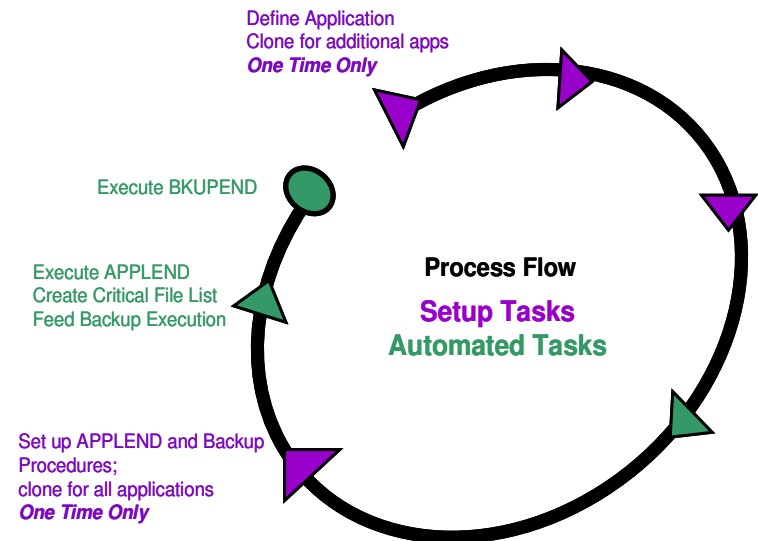 Define Application
Clone for additional apps
One Time Only
Execute BKUPEND
Execute APPLEND
Create Critical File List
Feed Backup Execution
Process Flow
Setup Tasks
Automated Tasks
Set up APPLEND and Backup
Procedures;
clone for all applications
One Time Only